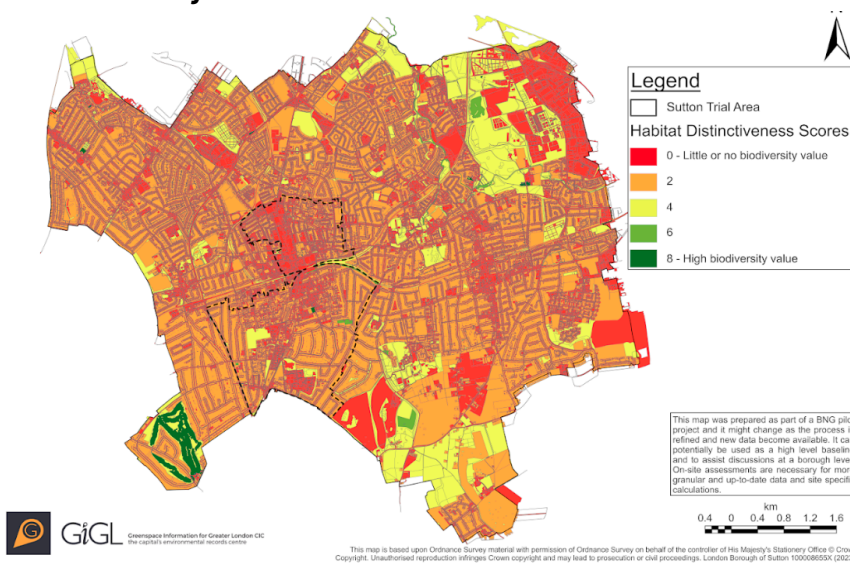 Legend
Sutton Trial Area
Habitat Distinctiveness Scores
0 - Little or no biodiversity value
2
4
6
8 - High biodiversity value
This map was prepared as part of a BNG pilo
project and it might change as the process i
refined and new data become available. It ca
potentially be used as a high level baselin
and to assist discussions at a borough leve
On-site assessments are necessary for mor
granular and up-to-date data and site specifi
calculations.
km
0.4 0 0.4 0.8 1.2 1.6
G
GiGL
Greenspace Information for Greater London CIC
the capital's environmental records centre
This map is based upon Ordnance Survey material with permission of Ordnance Survey on behalf of the controller of His Majesty's Stationery Office © Crow
Copyright. Unauthorised reproduction infringes Crown copyright and may lead to prosecution or civil proceedings. London Borough of Sutton 100008655X (202